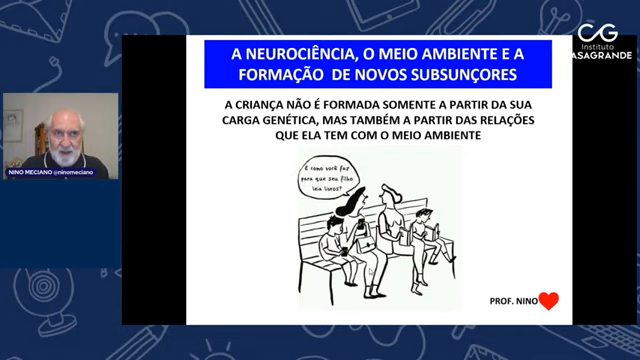 CG
Instituto
ASAGRANDE
A NEUROCIÊNCIA, O MEIO AMBIENTE E A
FORMAÇÃO DE NOVOS SUBSUNÇORES
A CRIANÇA NÃO É FORMADA SOMENTE A PARTIR DA SUA
CARGA GENÉTICA, MAS TAMBÉM A PARTIR DAS RELAÇÕES
QUE ELA TEM COM O MEIO AMBIENTE
E como você faz
para que seu filho
leia livros?
NINO MECIANO @ninomeciano
PROF. NINO